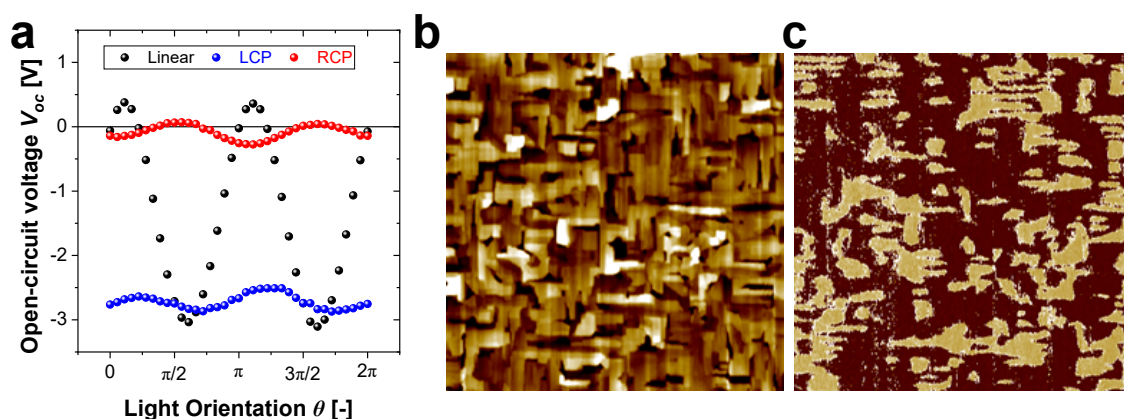 a
b
c
Linear LCP RCP
Open-circuit voltage V_oc [V]
1
0
-1
-2
-3
0 π/2 π 3π/2 2π
Light Orientation θ [-]